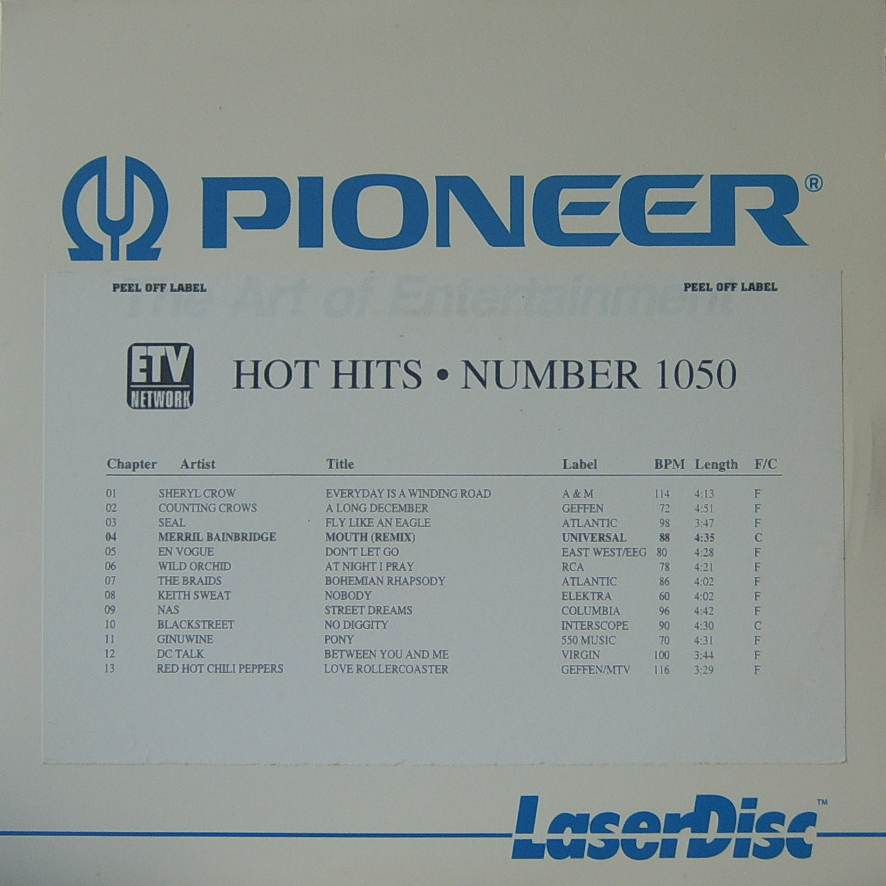 PIONEER®
The Art of Entertainment
PEEL OFF LABEL PEEL OFF LABEL
ETV NETWORK
HOT HITS • NUMBER 1050
Chapter Artist Title Label BPM Length F/C
01 SHERYL CROW EVERYDAY IS A WINDING ROAD A & M 114 4:13 F
02 COUNTING CROWS A LONG DECEMBER GEFFEN 72 4:51 F
03 SEAL FLY LIKE AN EAGLE ATLANTIC 98 3:47 F
04 MERRIL BAINBRIDGE MOUTH (REMIX) UNIVERSAL 88 4:35 C
05 EN VOGUE DON'T LET GO EAST WEST/EEG 80 4:28 F
06 WILD ORCHID AT NIGHT I PRAY RCA 78 4:21 F
07 THE BRAIDS BOHEMIAN RHAPSODY ATLANTIC 86 4:02 F
08 KEITH SWEAT NOBODY ELEKTRA 60 4:02 F
09 NAS STREET DREAMS COLUMBIA 96 4:42 F
10 BLACKSTREET NO DIGGITY INTERSCOPE 90 4:30 C
11 GINUWINE PONY 550 MUSIC 70 4:31 F
12 DC TALK BETWEEN YOU AND ME VIRGIN 100 3:44 F
13 RED HOT CHILI PEPPERS LOVE ROLLERCOASTER GEFFEN/MTV 116 3:29 F
LaserDisc™